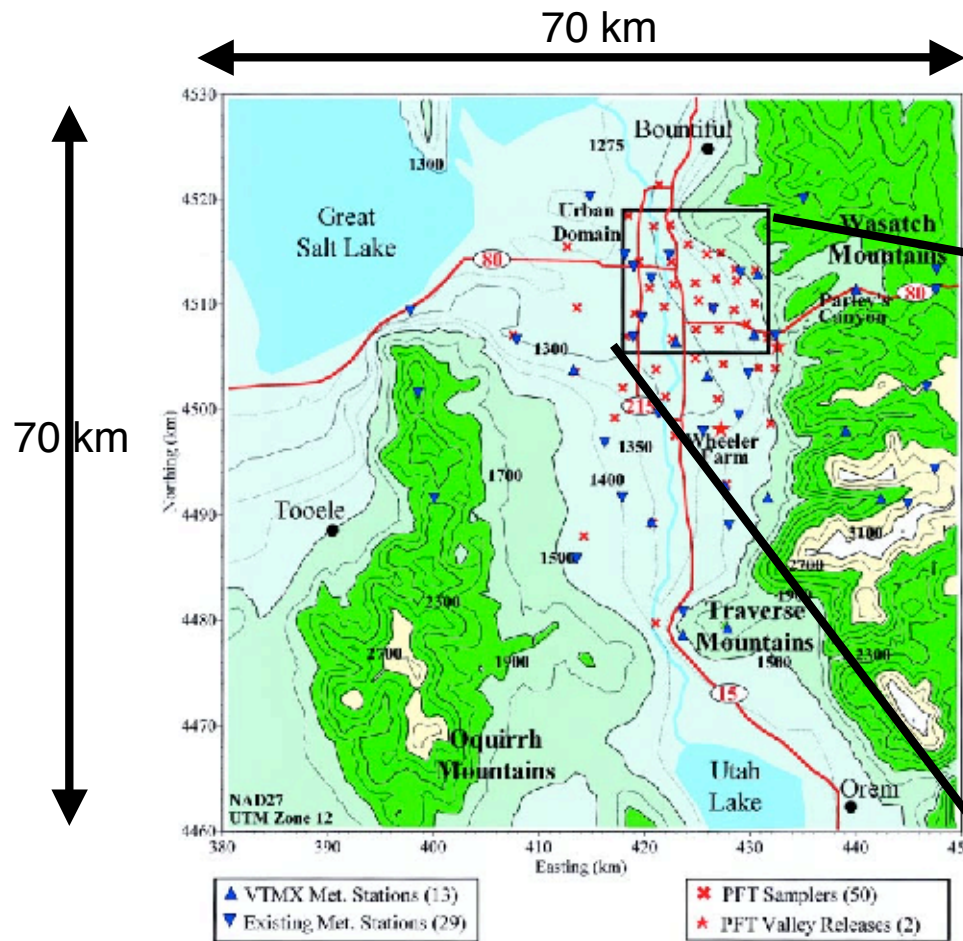 70 km
70 km
4530
4520
4510
4500
4490
4480
4470
4460
Northing (km)
Bountiful
1275
1300
Great
Salt Lake
Urban
Domain
Wasatch
Mountains
80
80
Parley's
Canyon
1300
215
1350
Wheeler
Farm
1700
1400
Tooele
1500
3100
2700
1900
Traverse
Mountains
2300
2300
1500
2700
1900
15
Oquirrh
Mountains
Utah
Lake
Orem
NAD27
UTM Zone 12
380
390
400
410
420
430
440
45
Easting (km)
VTMX Met. Stations (13)
Existing Met. Stations (29)
PFT Samplers (50)
PFT Valley Releases (2)